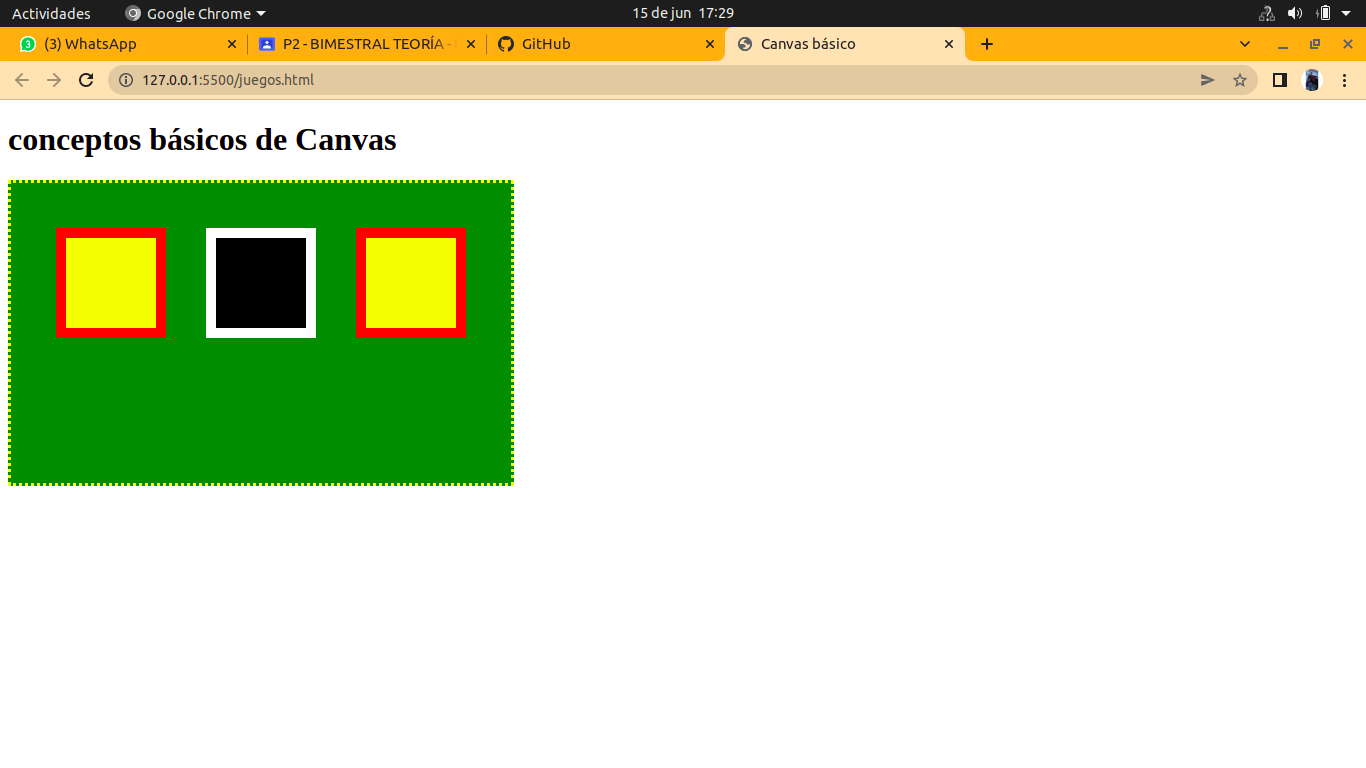 Actividades Google Chrome 15 de jun 17:29
3 (3) WhatsApp P2 - BIMESTRAL TEORÍA - GitHub Canvas básico
127.0.0.1:5500/juegos.html
conceptos básicos de Canvas